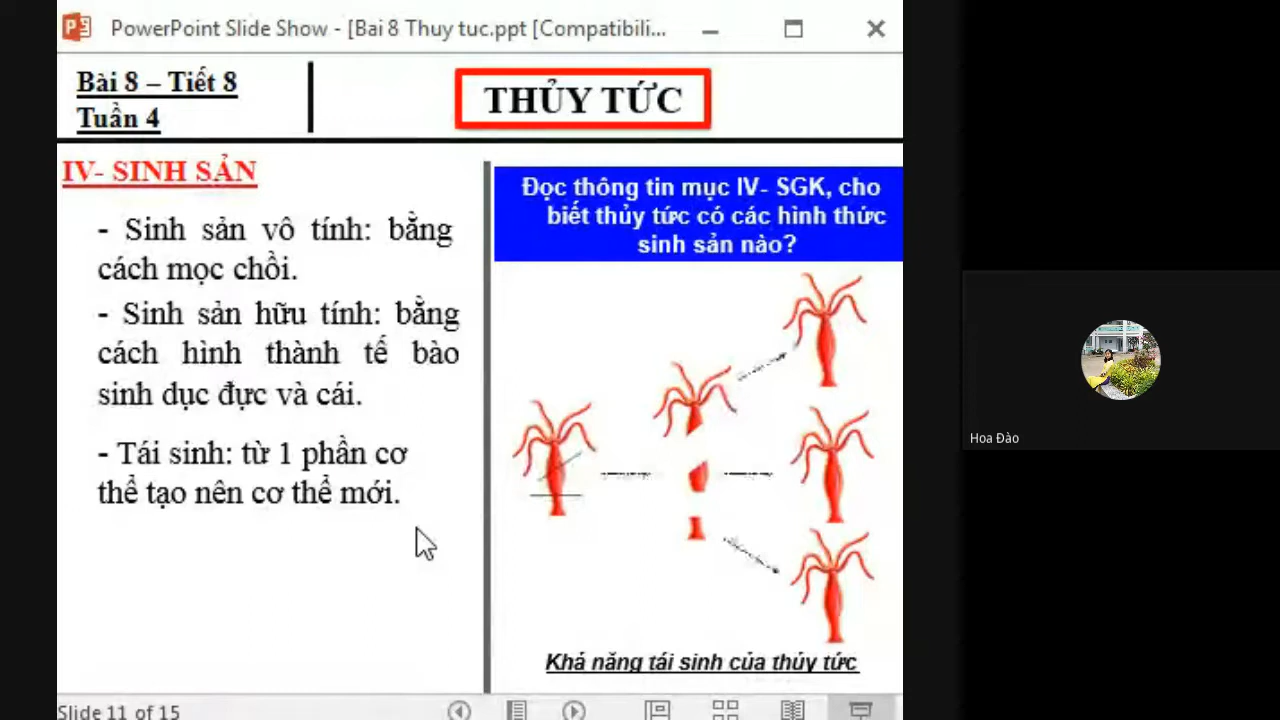 PowerPoint Slide Show - [Bai 8 Thuy tuc.ppt [Compatibili...
Bài 8 – Tiết 8
Tuần 4
THỦY TỨC
IV- SINH SẢN
- Sinh sản vô tính: bằng
cách mọc chồi.
- Sinh sản hữu tính: bằng
cách hình thành tế bào
sinh dục đực và cái.
- Tái sinh: từ 1 phần cơ
thể tạo nên cơ thể mới.
Đọc thông tin mục IV- SGK, cho
biết thủy tức có các hình thức
sinh sản nào?
Khả năng tái sinh của thủy tức
Hoa Đào
Slide 11 of 15